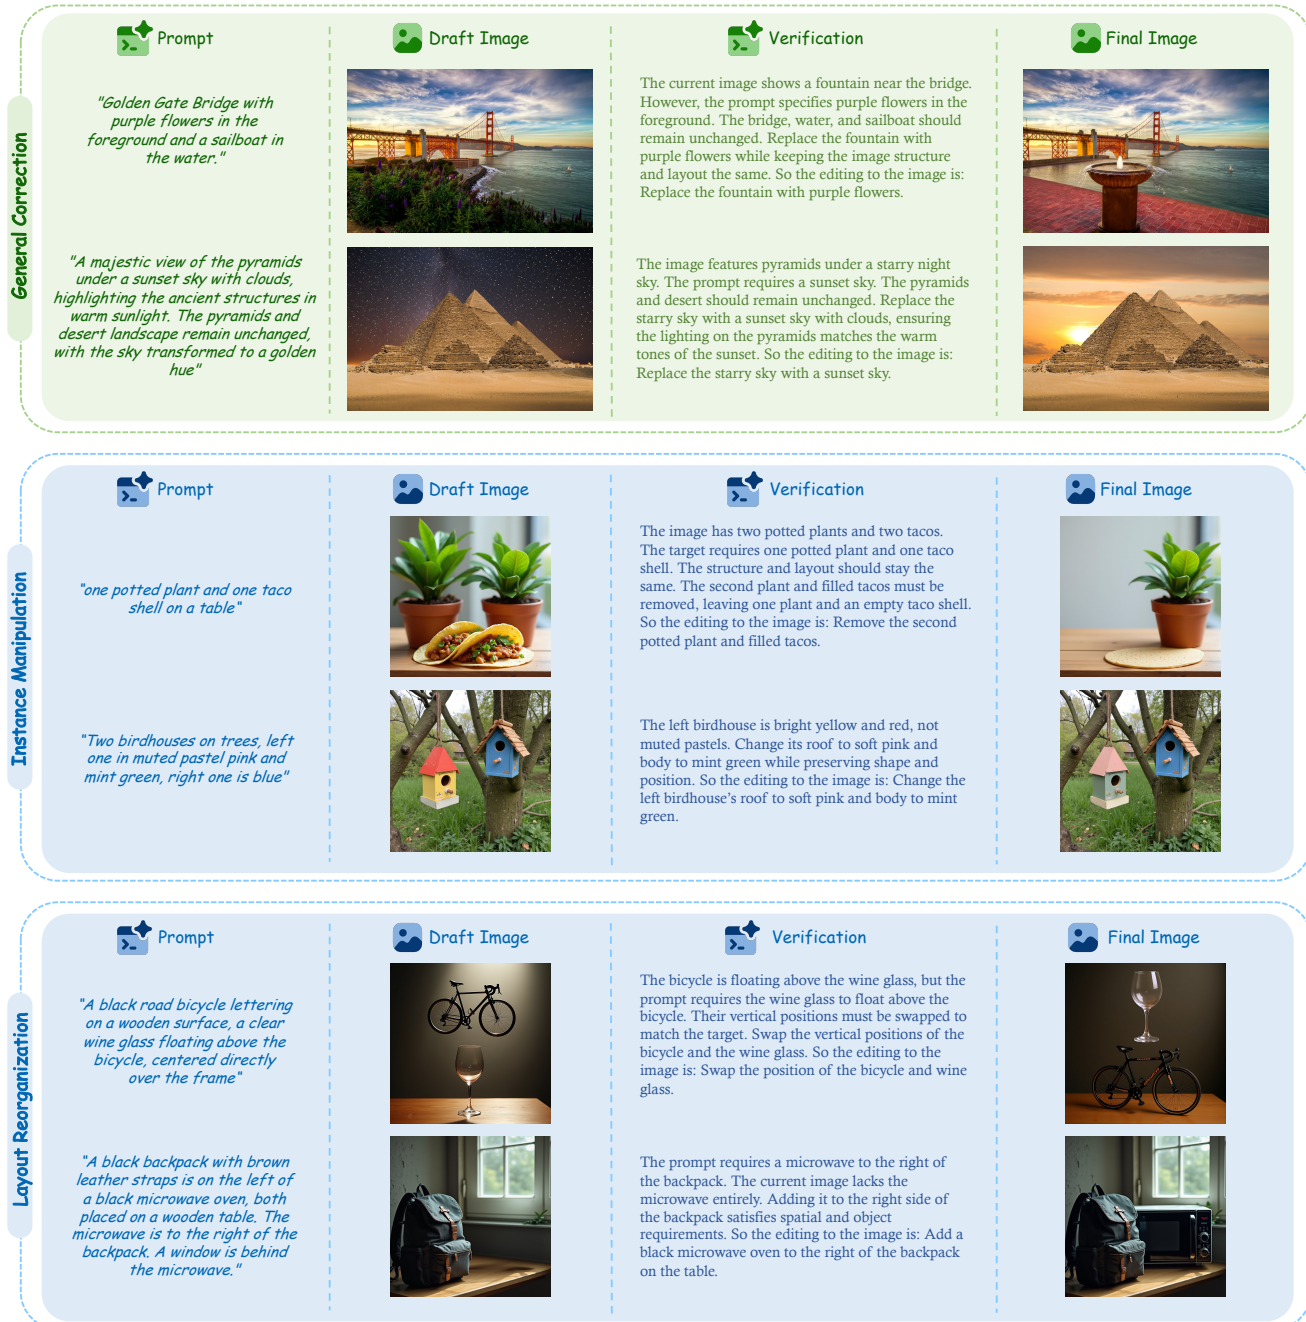 General Correction
Prompt
Draft Image
Verification
Final Image
"Golden Gate Bridge with
purple flowers in the
foreground and a sailboat in
the water."
The current image shows a fountain near the bridge.
However, the prompt specifies purple flowers in the
foreground. The bridge, water, and sailboat should
remain unchanged. Replace the fountain with
purple flowers while keeping the image structure
and layout the same. So the editing to the image is:
Replace the fountain with purple flowers.
"A majestic view of the pyramids
under a sunset sky with clouds,
highlighting the ancient structures in
warm sunlight. The pyramids and
desert landscape remain unchanged,
with the sky transformed to a golden
hue"
The image features pyramids under a starry night
sky. The prompt requires a sunset sky. The pyramids
and desert should remain unchanged. Replace the
starry sky with a sunset sky with clouds, ensuring
the lighting on the pyramids matches the warm
tones of the sunset. So the editing to the image is:
Replace the starry sky with a sunset sky.
Instance Manipulation
Prompt
Draft Image
Verification
Final Image
"one potted plant and one taco
shell on a table"
The image has two potted plants and two tacos.
The target requires one potted plant and one taco
shell. The structure and layout should stay the
same. The second plant and filled tacos must be
removed, leaving one plant and an empty taco shell.
So the editing to the image is: Remove the second
potted plant and filled tacos.
"Two birdhouses on trees, left
one in muted pastel pink and
mint green, right one is blue"
The left birdhouse is bright yellow and red, not
muted pastels. Change its roof to soft pink and
body to mint green while preserving shape and
position. So the editing to the image is: Change the
left birdhouse's roof to soft pink and body to mint
green.
Layout Reorganization
Prompt
Draft Image
Verification
Final Image
"A black road bicycle lettering
on a wooden surface, a clear
wine glass floating above the
bicycle, centered directly
over the frame"
The bicycle is floating above the wine glass, but the
prompt requires the wine glass to float above the
bicycle. Their vertical positions must be swapped to
match the target. Swap the vertical positions of the
bicycle and the wine glass. So the editing to the
image is: Swap the position of the bicycle and wine
glass.
"A black backpack with brown
leather straps is on the left of
a black microwave oven, both
placed on a wooden table. The
microwave is to the right of the
backpack. A window is behind
the microwave."
The prompt requires a microwave to the right of
the backpack. The current image lacks the
microwave entirely. Adding it to the right side of
the backpack satisfies spatial and object
requirements. So the editing to the image is: Add a
black microwave oven to the right of the backpack
on the table.